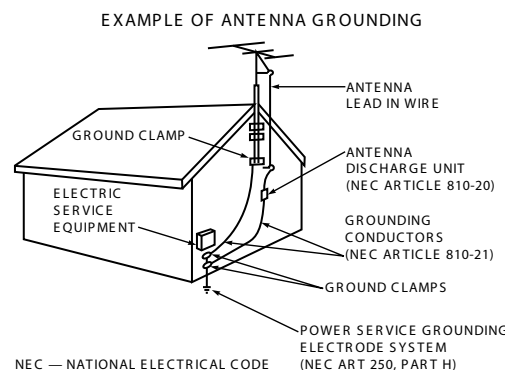 EXAMPLE OF ANTENNA GROUNDING
ANTENNA
LEAD IN WIRE
GROUND CLAMP
ANTENNA
DISCHARGE UNIT
(NEC ARTICLE 810-20)
ELECTRIC
SERVICE
EQUIPMENT
GROUNDING
CONDUCTORS
(NEC ARTICLE 810-21)
GROUND CLAMPS
POWER SERVICE GROUNDING
ELECTRODE SYSTEM
(NEC ART 250, PART H)
NEC — NATIONAL ELECTRICAL CODE